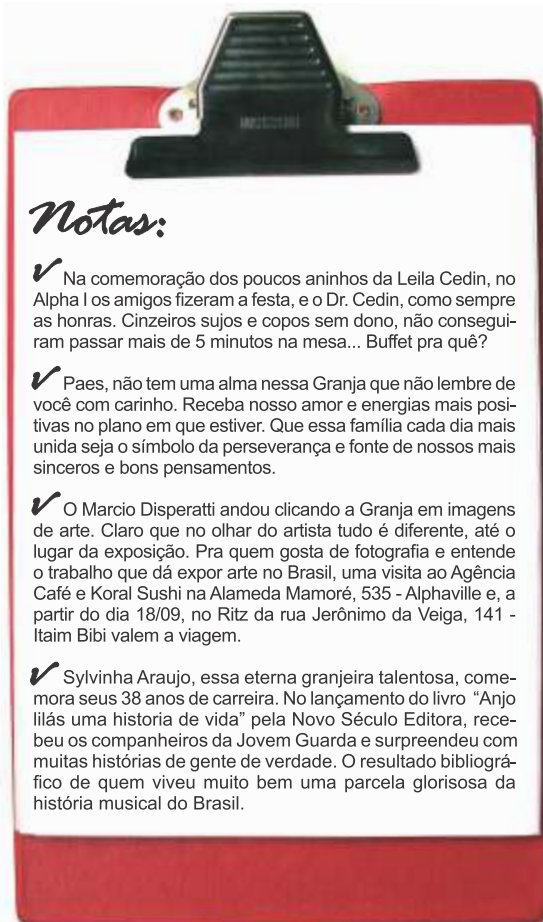 Notas:
✓ Na comemoração dos poucos aninhos da Leila Cedin, no
Alpha I os amigos fizeram a festa, e o Dr. Cedin, como sempre
as honras. Cinzeiros sujos e copos sem dono, não consegui-
ram passar mais de 5 minutos na mesa... Buffet pra quê?
✓ Paes, não tem uma alma nessa Granja que não lembre de
você com carinho. Receba nosso amor e energias mais posi-
tivas no plano em que estiver. Que essa família cada dia mais
unida seja o símbolo da perseverança e fonte de nossos mais
sinceros e bons pensamentos.
✓ O Marcio Disperatti andou clicando a Granja em imagens
de arte. Claro que no olhar do artista tudo é diferente, até o
lugar da exposição. Pra quem gosta de fotografia e entende
o trabalho que dá expor arte no Brasil, uma visita ao Agência
Café e Koral Sushi na Alameda Mamoré, 535 - Alphaville e, a
partir do dia 18/09, no Ritz da rua Jerônimo da Veiga, 141 -
Itaim Bibi valem a viagem.
✓ Sylvinha Araujo, essa eterna granjeira talentosa, come-
mora seus 38 anos de carreira. No lançamento do livro “Anjo
lilás uma historia de vida” pela Novo Século Editora, rece-
beu os companheiros da Jovem Guarda e surpreendeu com
muitas histórias de gente de verdade. O resultado bibliográ-
fico de quem viveu muito bem uma parcela glorisosa da
história musical do Brasil.